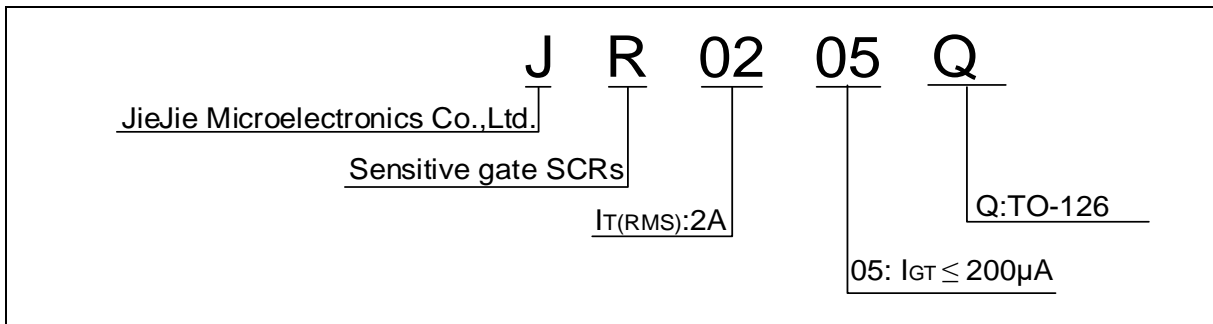 J R 02 05 Q
JieJie Microelectronics Co.,Ltd.
Sensitive gate SCRs
IT(RMS):2A
Q:TO-126
05: IGT ≤ 200μA